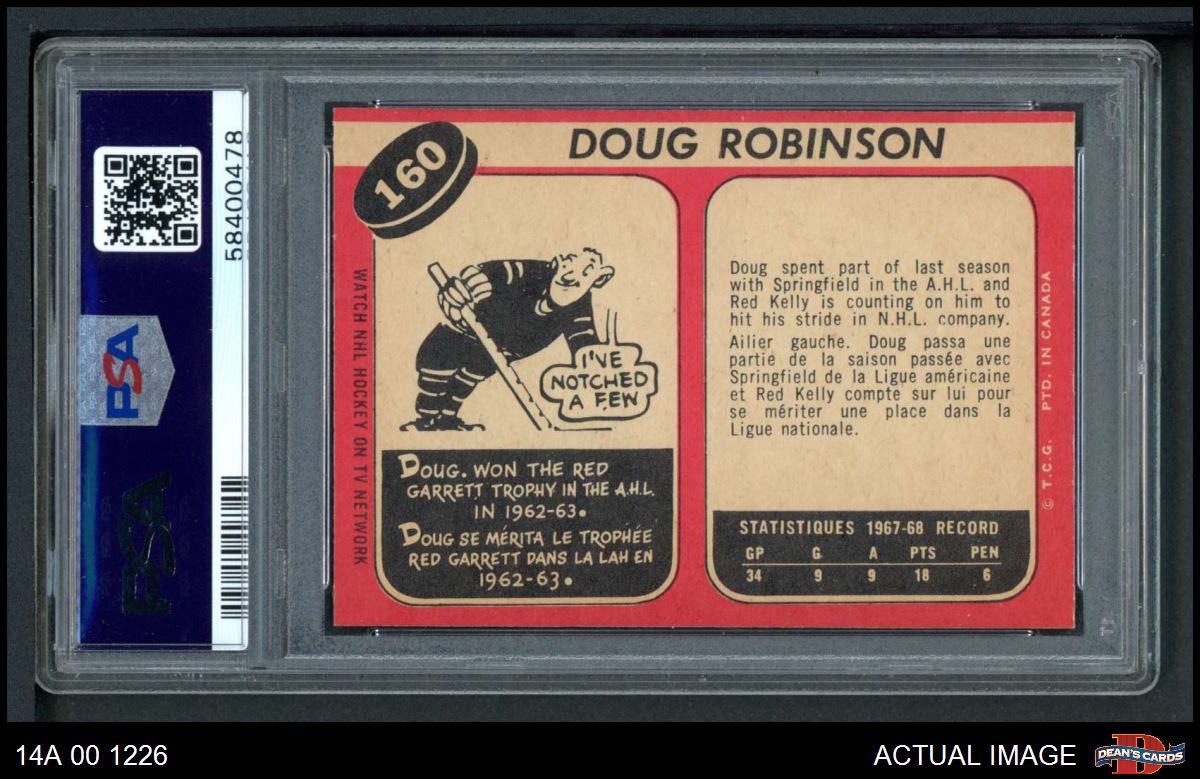 PSA
58400478
PSA
160
DOUG ROBINSON
WATCH NHL HOCKEY ON TV NETWORK
I'VE
NOTCHED
A FEW
DOUG. WON THE RED
GARRETT TROPHY IN THE A.H.L.
IN 1962-63.
DOUG SE MÉRITA LE TROPHÉE
RED GARRETT DANS LA LAH EN
1962-63.
Doug spent part of last season
with Springfield in the A.H.L. and
Red Kelly is counting on him to
hit his stride in N.H.L. company.
Ailier gauche. Doug passa une
partie de la saison passée avec
Springfield de la Ligue américaine
et Red Kelly compte sur lui pour
se mériter une place dans la
Ligue nationale.
STATISTIQUES 1967-68 RECORD
GP G. A PTS PEN
34 9 9 18 6
© T.C.G. PTD. IN CANADA
14A 00 1226
ACTUAL IMAGE
DEAN'S CARDS